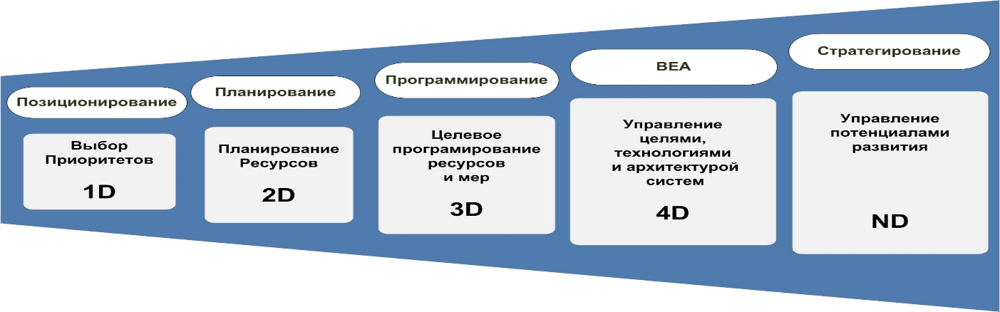 Позиционирование
Выбор
Приоритетов
1D
Планирование
Планирование
Ресурсов
2D
Программирование
Целевое
програмирование
ресурсов
и мер
3D
BEA
Управление
целями,
технологиями
и архитектурой
систем
4D
Стратегирование
Управление
потенциалами
развития
ND